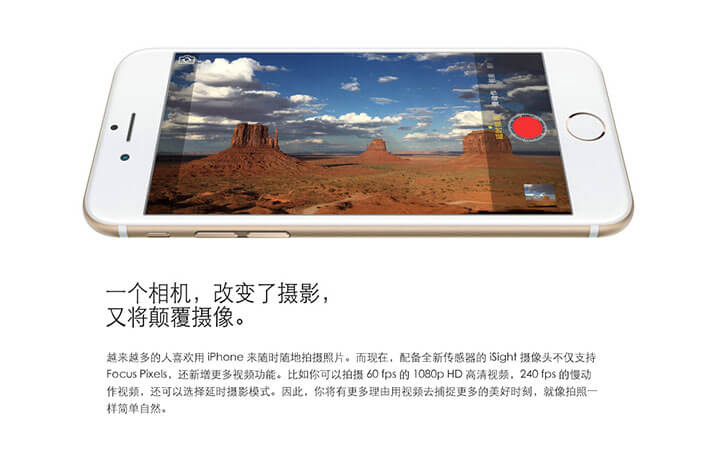 一个相机，改变了摄影，
又将颠覆摄像。
越来越多的人喜欢用 iPhone 来随时随地拍摄照片。而现在，配备全新传感器的 iSight 摄像头不仅支持
Focus Pixels，还新增更多视频功能。比如你可以拍摄 60 fps 的 1080p HD 高清视频，240 fps 的慢动
作视频，还可以选择延时摄影模式。因此，你将有更多理由用视频去捕捉更多的美好时刻，就像拍照一
样简单自然。